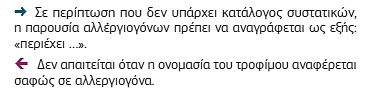 → Σε περίπτωση που δεν υπάρχει κατάλογος συστατικών,
η παρουσία αλλέργιογόνων πρέπει να αναγράφεται ως εξής:
«περιέχει ...».
← Δεν απαιτείται όταν η ονομασία του τροφίμου αναφέρεται
σαφώς σε αλλεργιογόνα.